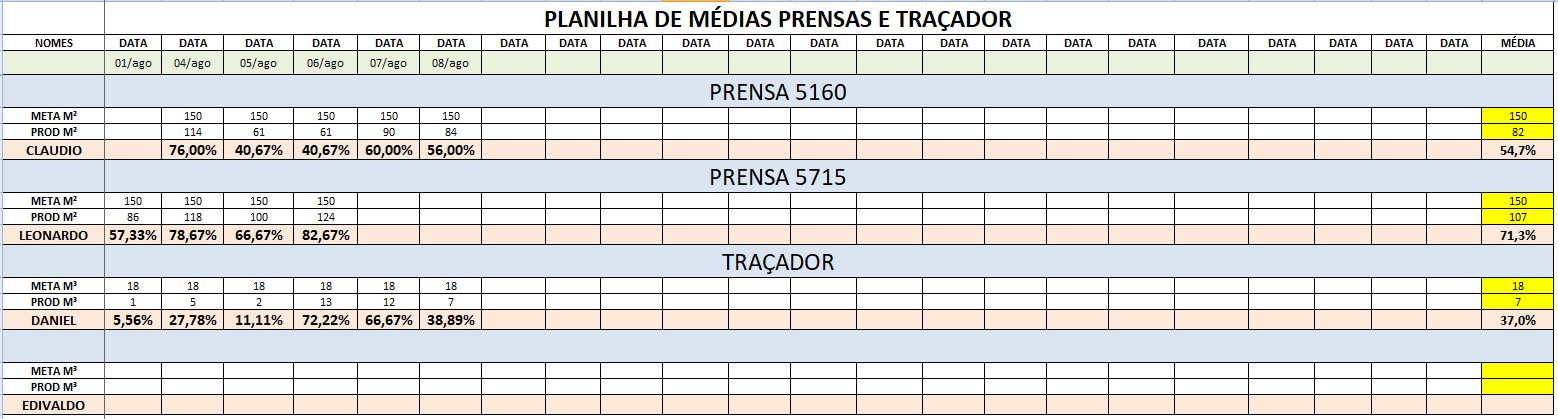 PLANILHA DE MÉDIAS PRENSAS E TRAÇADOR
NOMES DATA DATA DATA DATA DATA DATA DATA DATA DATA DATA DATA DATA DATA DATA DATA DATA DATA DATA DATA DATA DATA MÉDIA
01/ago 04/ago 05/ago 06/ago 07/ago 08/ago
PRENSA 5160
META M² 150 150 150 150 150 150
PROD M² 114 61 61 90 84 82
CLAUDIO 76,00% 40,67% 40,67% 60,00% 56,00% 54,7%
PRENSA 5715
META M² 150 150 150 150 150
PROD M² 86 118 100 124 107
LEONARDO 57,33% 78,67% 66,67% 82,67% 71,3%
TRAÇADOR
META M³ 18 18 18 18 18 18 18
PROD M³ 1 5 2 13 12 7 7
DANIEL 5,56% 27,78% 11,11% 72,22% 66,67% 38,89% 37,0%
META M³
PROD M³
EDIVALDO